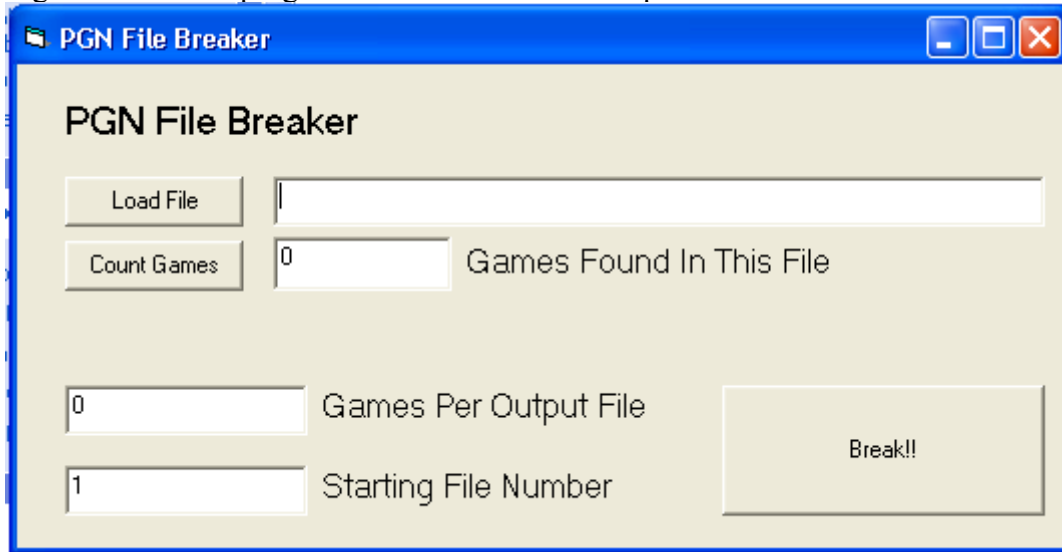 PGN File Breaker
PGN File Breaker
Load File
Count Games 0 Games Found In This File
0 Games Per Output File
Break!!
1 Starting File Number